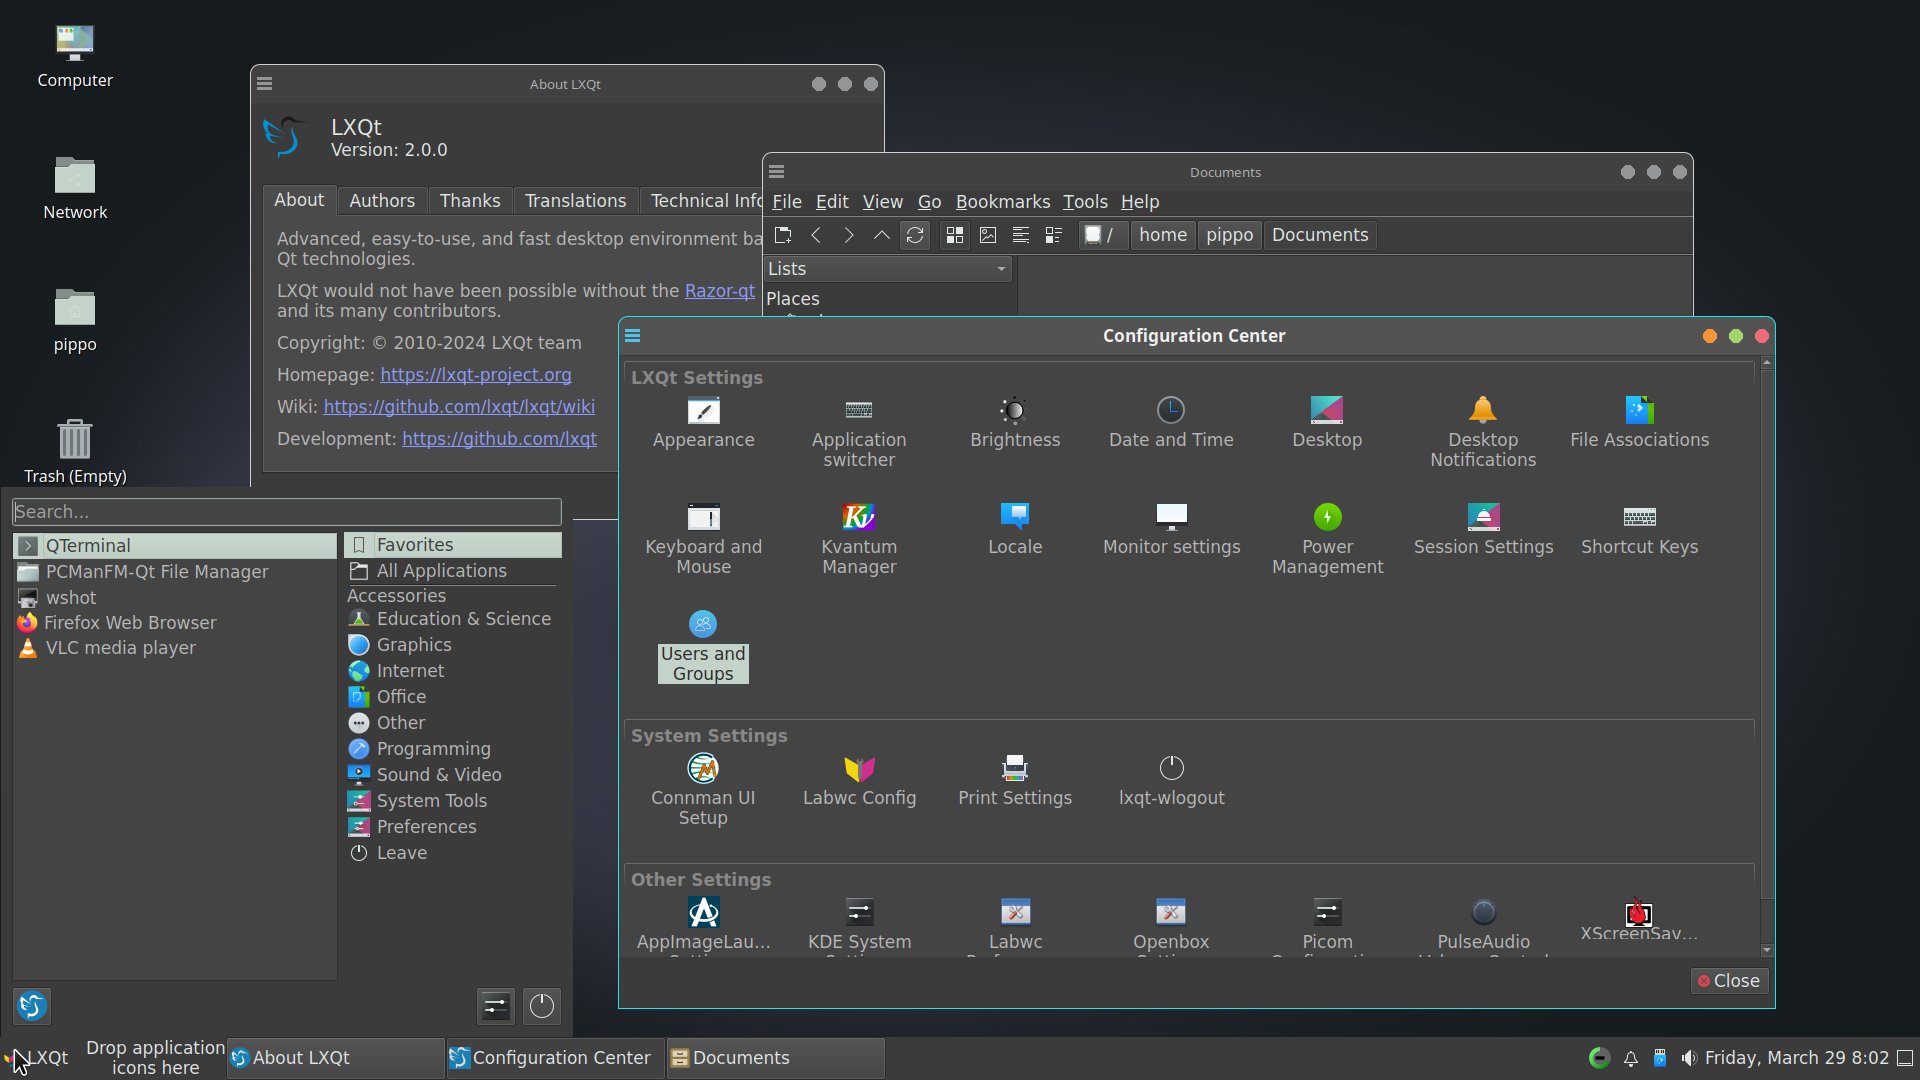 Computer
Network
pippo
Trash (Empty)
About LXQt
LXQt
Version: 2.0.0
About
Authors
Thanks
Translations
Technical Info
Advanced, easy-to-use, and fast desktop environment ba
Qt technologies.
LXQt would not have been possible without the Razor-qt
and its many contributors.
Copyright: © 2010-2024 LXQt team
Homepage: https://lxqt-project.org
Wiki: https://github.com/lxqt/lxqt/wiki
Development: https://github.com/lxqt
Documents
File Edit View Go Bookmarks Tools Help
/ home pippo Documents
Lists
Places
Configuration Center
LXQt Settings
Appearance
Application
switcher
Brightness
Date and Time
Desktop
Desktop
Notifications
File Associations
Keyboard and
Mouse
Kvantum
Manager
Locale
Monitor settings
Power
Management
Session Settings
Shortcut Keys
Users and
Groups
System Settings
Connman UI
Setup
Labwc Config
Print Settings
lxqt-wlogout
Other Settings
AppImageLau...
KDE System
Labwc
Openbox
Picom
PulseAudio
XScreenSav...
Close
Search...
QTerminal
PCManFM-Qt File Manager
wshot
Firefox Web Browser
VLC media player
Favorites
All Applications
Accessories
Education & Science
Graphics
Internet
Office
Other
Programming
Sound & Video
System Tools
Preferences
Leave
LXQt
Drop application
icons here
About LXQt
Configuration Center
Documents
Friday, March 29 8:02